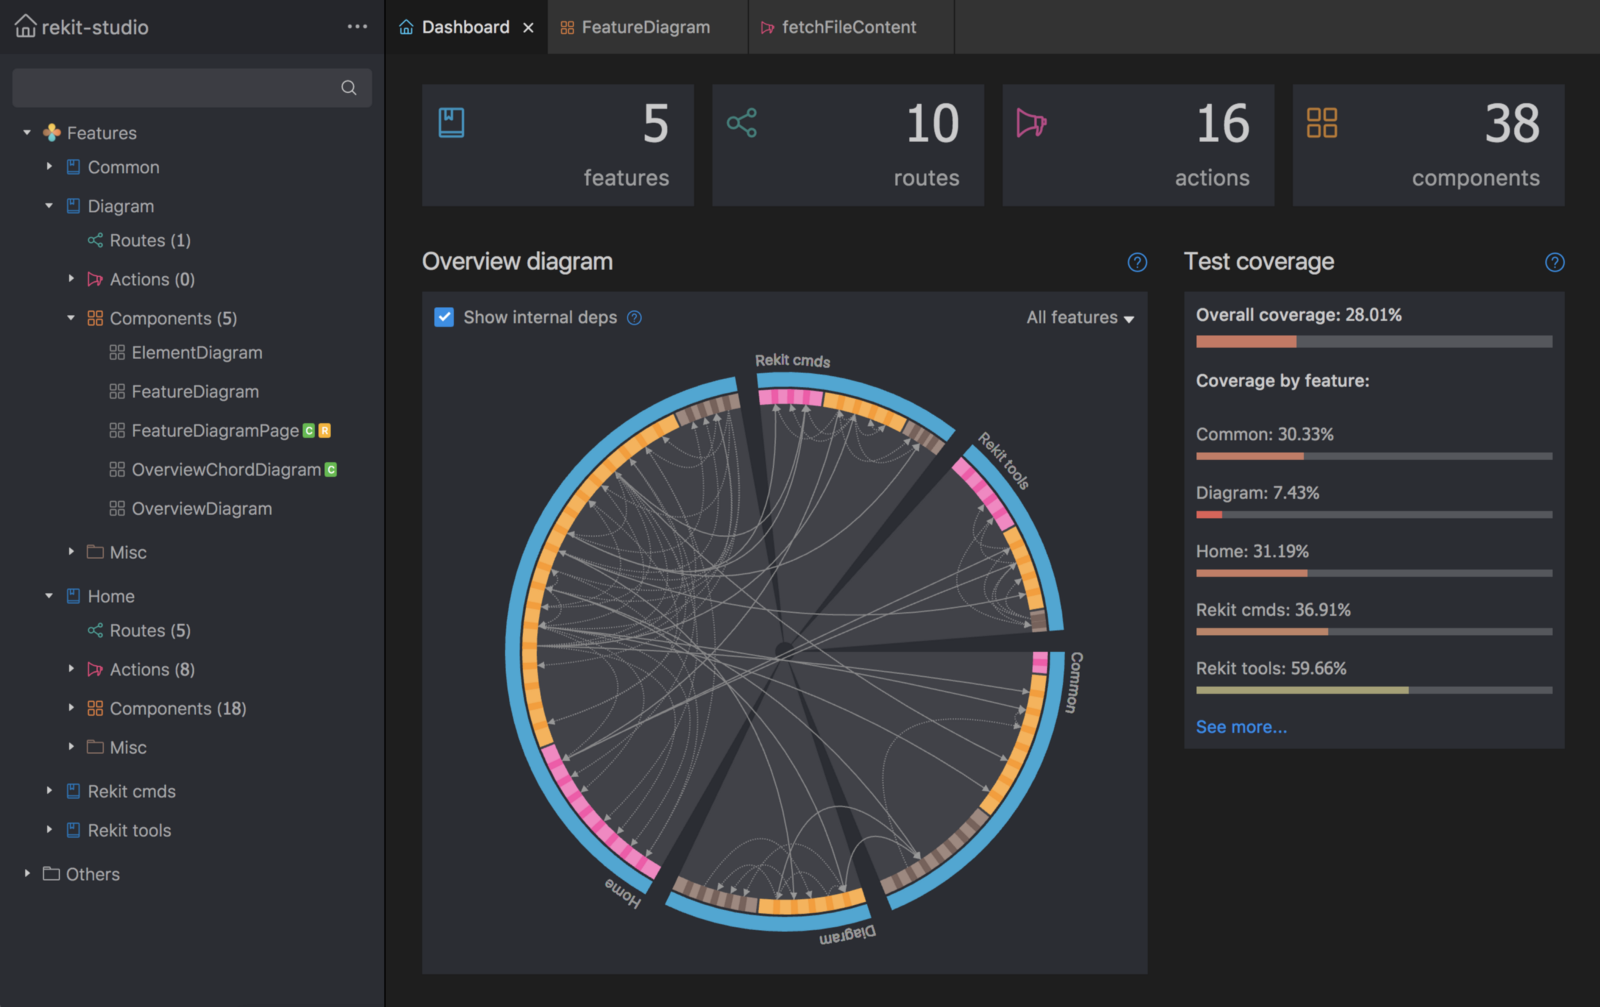 rekit-studio
Features
Common
Diagram
Routes (1)
Actions (0)
Components (5)
ElementDiagram
FeatureDiagram
FeatureDiagramPage C R
OverviewChordDiagram C
OverviewDiagram
Misc
Home
Routes (5)
Actions (8)
Components (18)
Misc
Rekit cmds
Rekit tools
Others
Dashboard
FeatureDiagram
fetchFileContent
5
features
10
routes
16
actions
38
components
Overview diagram
Show internal deps
All features
Rekit cmds
Rekit tools
Common
Diagram
Home
Test coverage
Overall coverage: 28.01%
Coverage by feature:
Common: 30.33%
Diagram: 7.43%
Home: 31.19%
Rekit cmds: 36.91%
Rekit tools: 59.66%
See more...